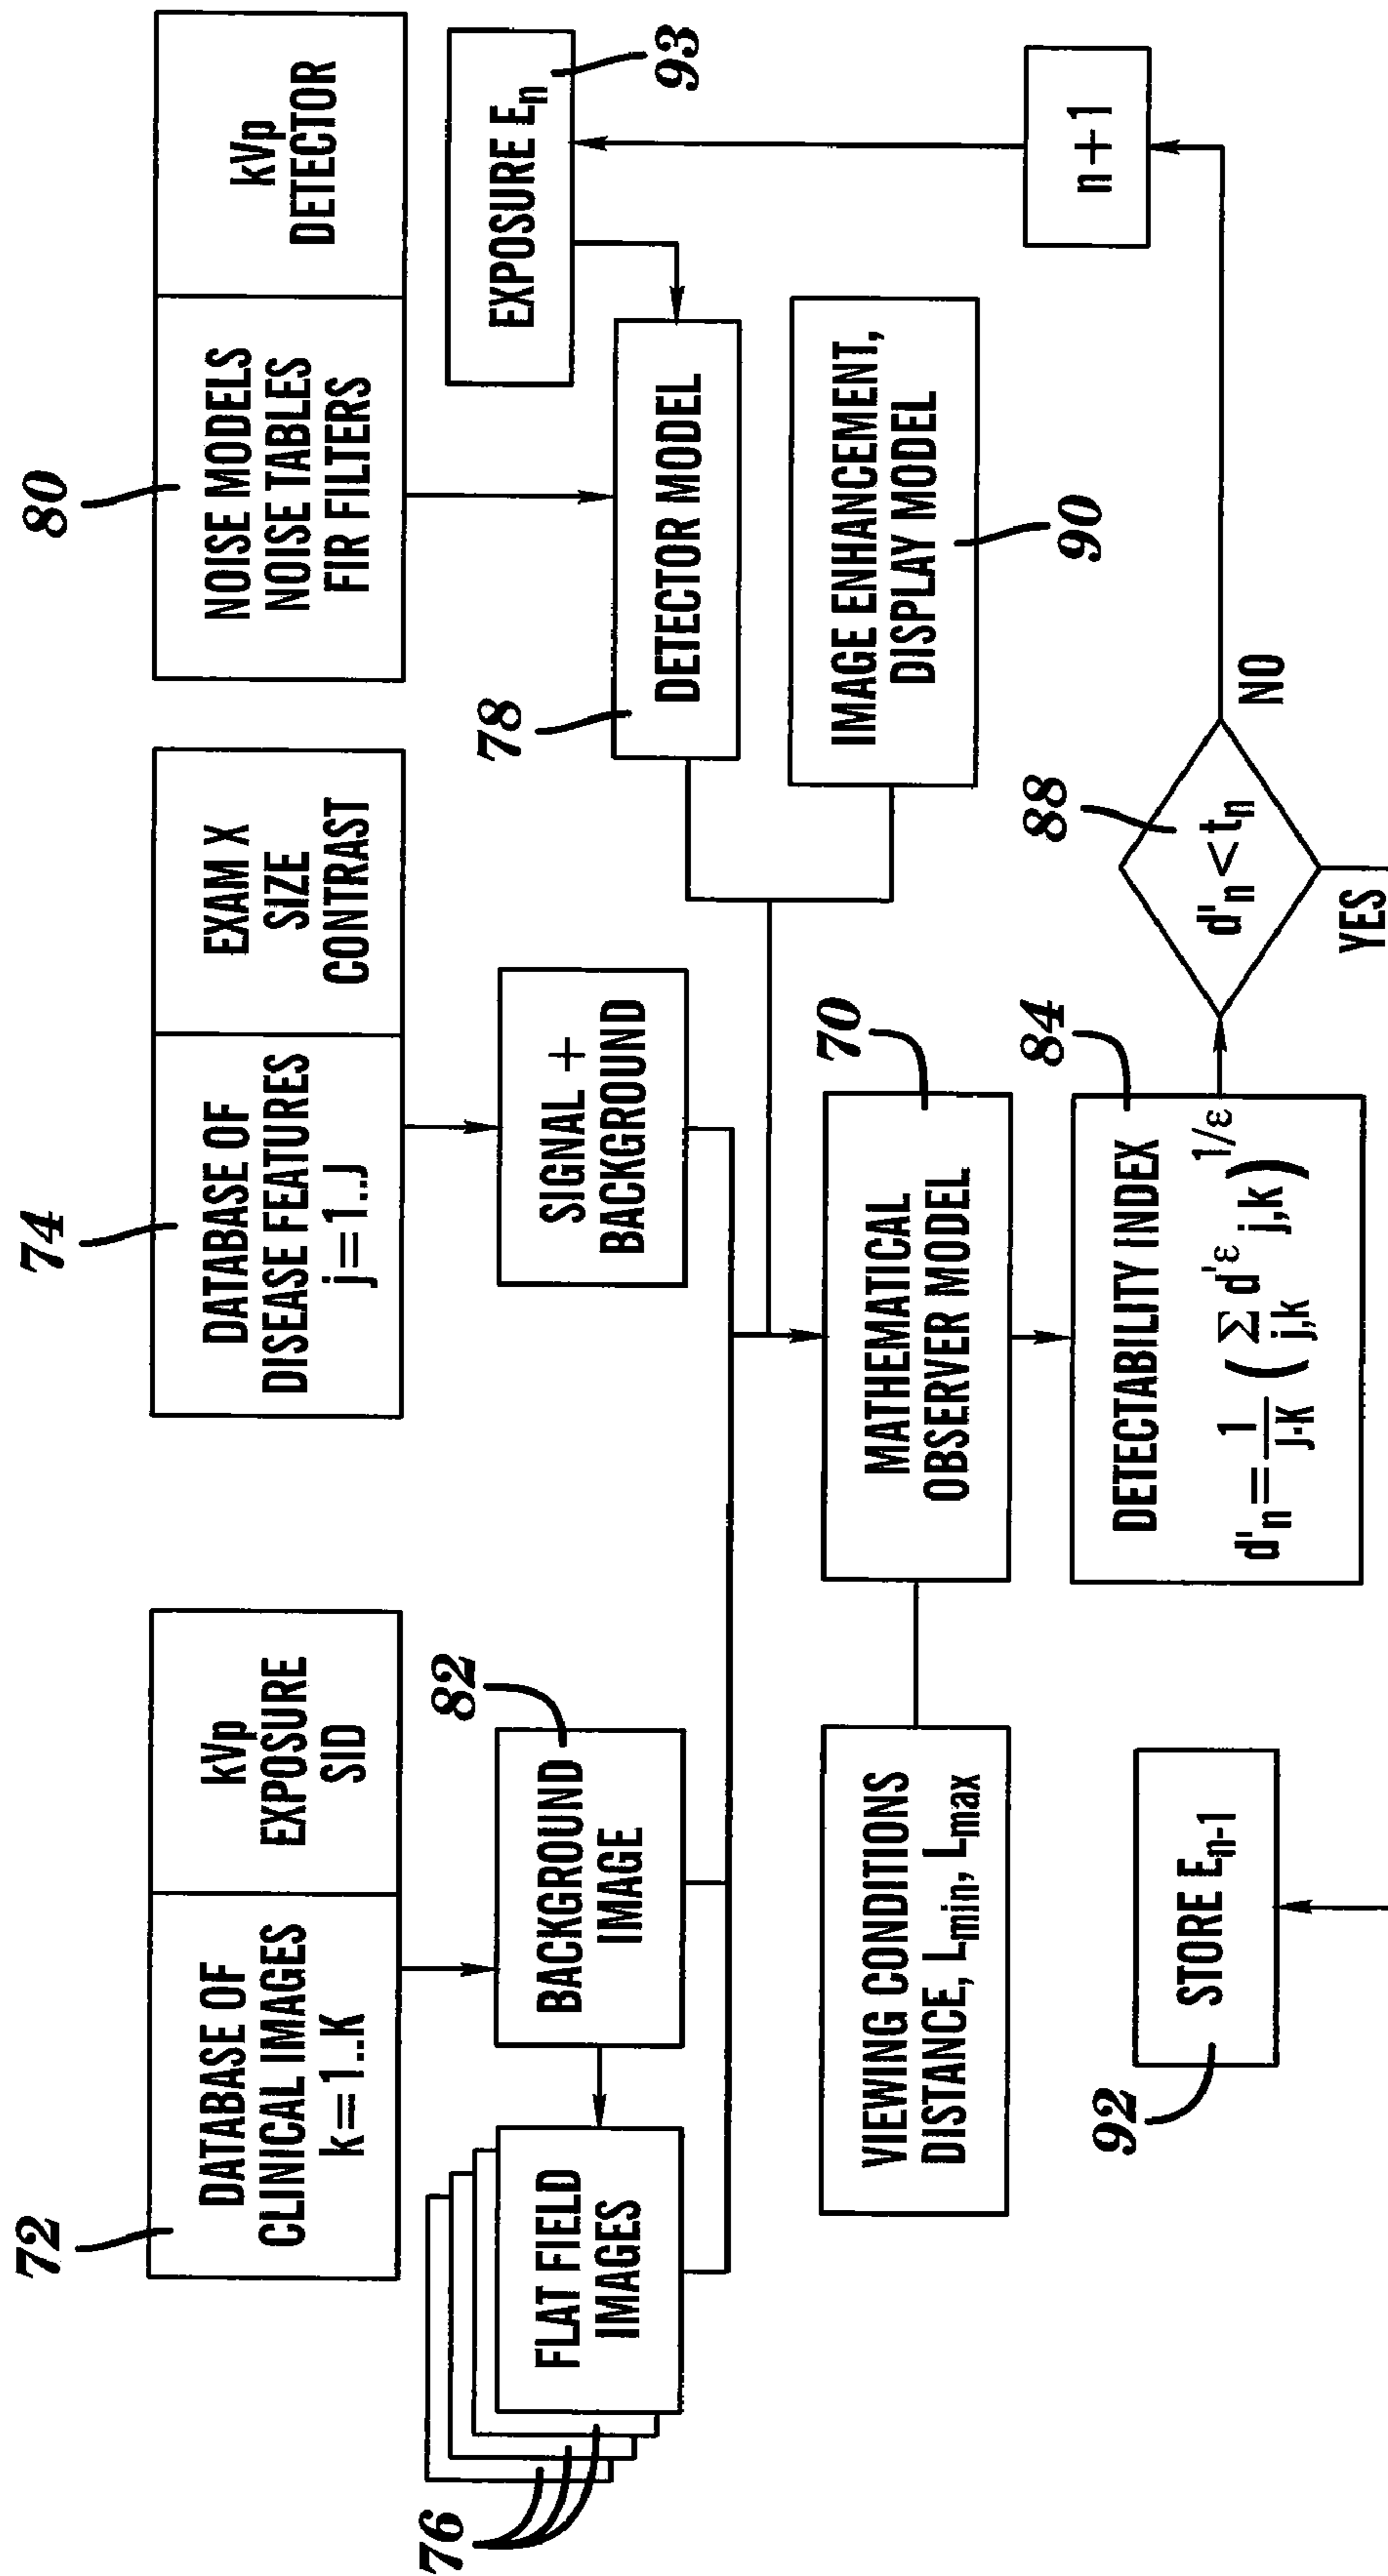 72
DATABASE OF
CLINICAL IMAGES
k=1..K
kVp
EXPOSURE
SID
74
DATABASE OF
DISEASE FEATURES
j=1..J
EXAM X
SIZE
CONTRAST
80
NOISE MODELS
NOISE TABLES
FIR FILTERS
kVp
DETECTOR
76
FLAT FIELD
IMAGES
82
BACKGROUND
IMAGE
SIGNAL +
BACKGROUND
78
DETECTOR MODEL
EXPOSURE En
93
VIEWING CONDITIONS
DISTANCE, Lmin, Lmax
70
MATHEMATICAL
OBSERVER MODEL
IMAGE ENHANCEMENT,
DISPLAY MODEL
90
92
STORE En-1
84
DETECTABILITY INDEX
d'n = 1/J·K ( Σj,k d'ε j,k )1/ε
88
d'n < tn
YES
NO
n+1